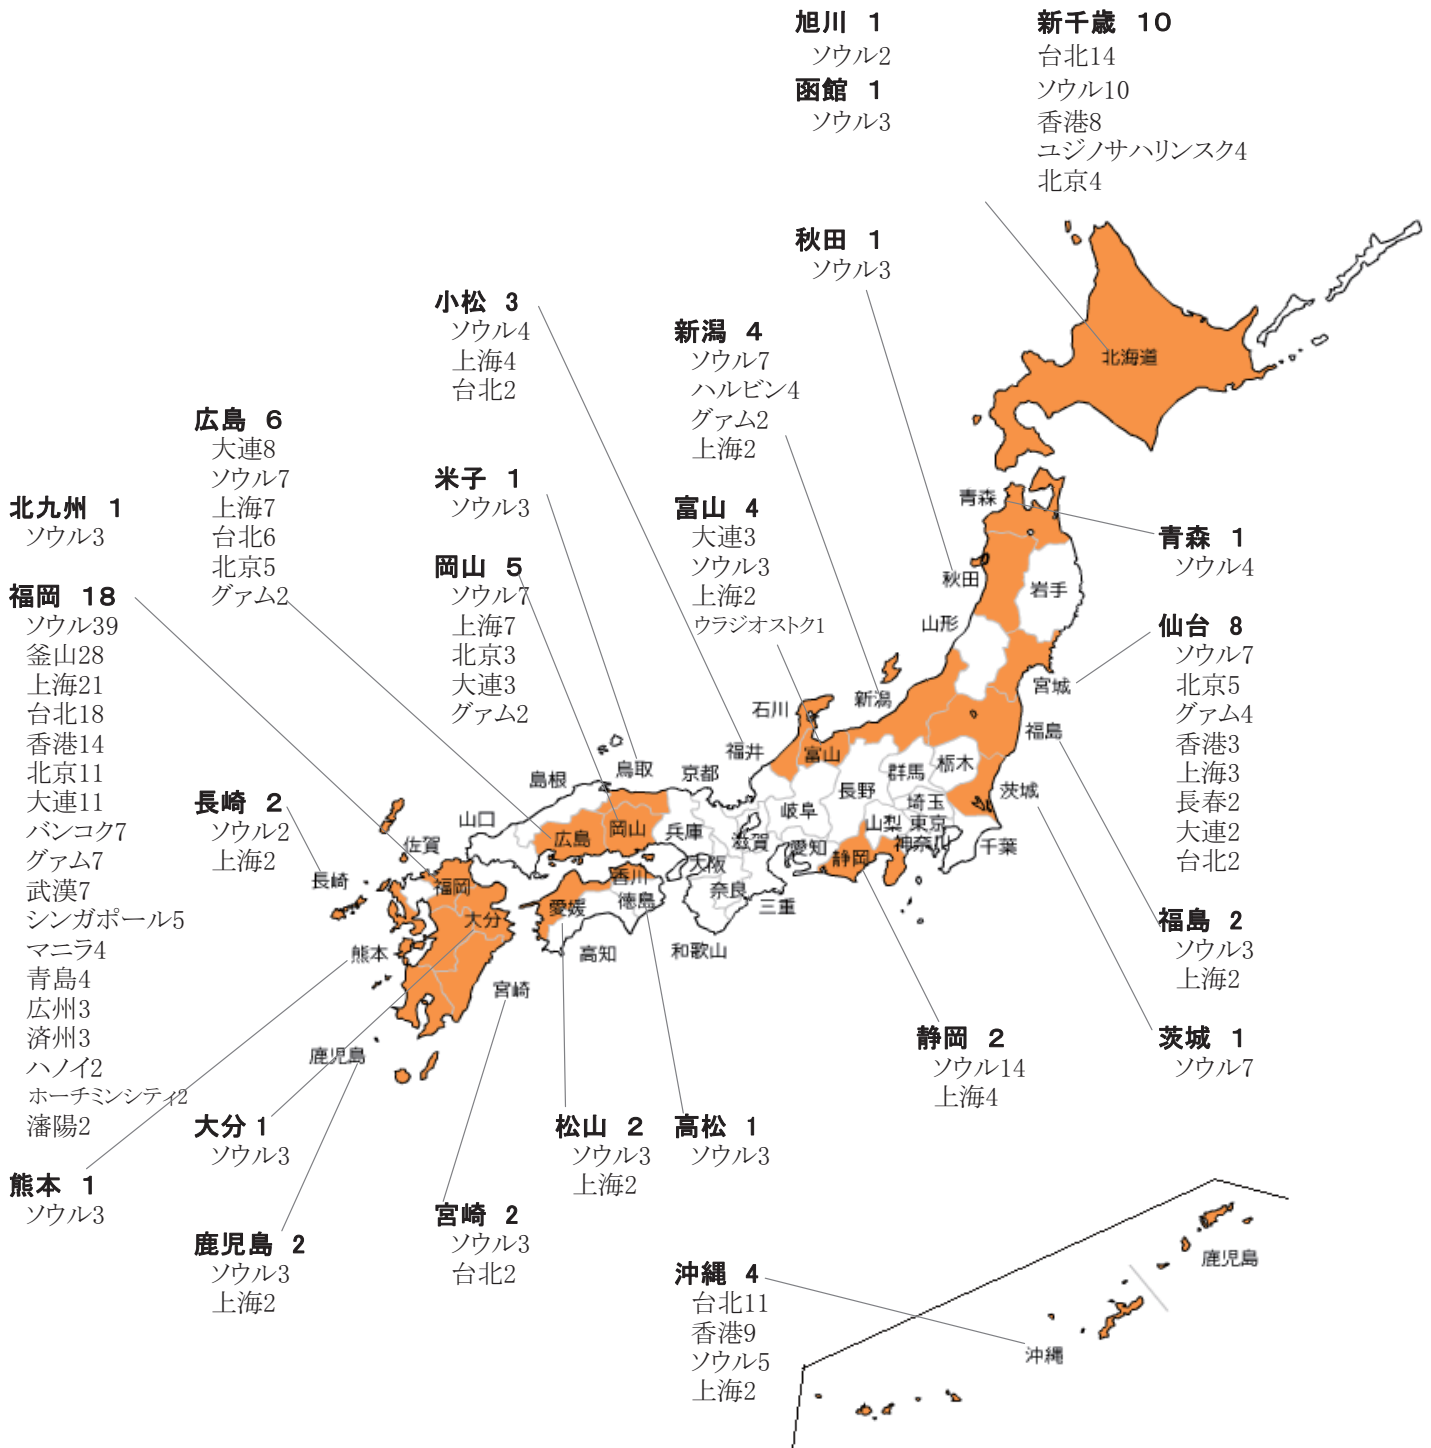 旭川 1
ソウル2
函館 1
ソウル3
新千歳 10
台北14
ソウル10
香港8
ユジノサハリンスク4
北京4
秋田 1
ソウル3
小松 3
ソウル4
上海4
台北2
新潟 4
ソウル7
ハルビン4
グァム2
上海2
広島 6
大連8
ソウル7
上海7
台北6
北京5
グァム2
米子 1
ソウル3
富山 4
大連3
ソウル3
上海2
ウラジオストク1
北九州 1
ソウル3
岡山 5
ソウル7
上海7
北京3
大連3
グァム2
福岡 18
ソウル39
釜山28
上海21
台北18
香港14
北京11
大連11
バンコク7
グァム7
武漢7
シンガポール5
マニラ4
青島4
広州3
済州3
ハノイ2
ホーチミンシティ2
瀋陽2
長崎 2
ソウル2
上海2
青森 1
ソウル4
仙台 8
ソウル7
北京5
グァム4
香港3
上海3
長春2
大連2
台北2
福島 2
ソウル3
上海2
茨城 1
ソウル7
静岡 2
ソウル14
上海4
熊本 1
ソウル3
大分 1
ソウル3
鹿児島 2
ソウル3
上海2
宮崎 2
ソウル3
台北2
松山 2
ソウル3
上海2
高松 1
ソウル3
沖縄 4
台北11
香港9
ソウル5
上海2
北海道
青森
秋田
岩手
山形
宮城
新潟
福島
石川
富山
福井
群馬
栃木
茨城
長野
埼玉
山梨
東京
神奈川
千葉
岐阜
愛知
静岡
滋賀
京都
兵庫
大阪
奈良
三重
和歌山
鳥取
島根
岡山
広島
山口
香川
徳島
愛媛
高知
福岡
佐賀
長崎
大分
熊本
宮崎
鹿児島
鹿児島
沖縄